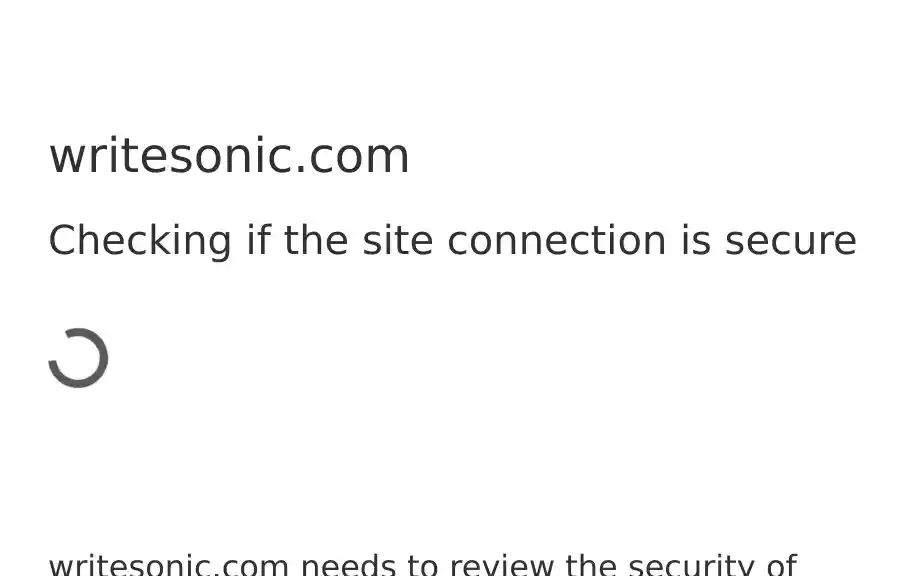 writesonic.com
Checking if the site connection is secure
writesonic.com needs to review the security of